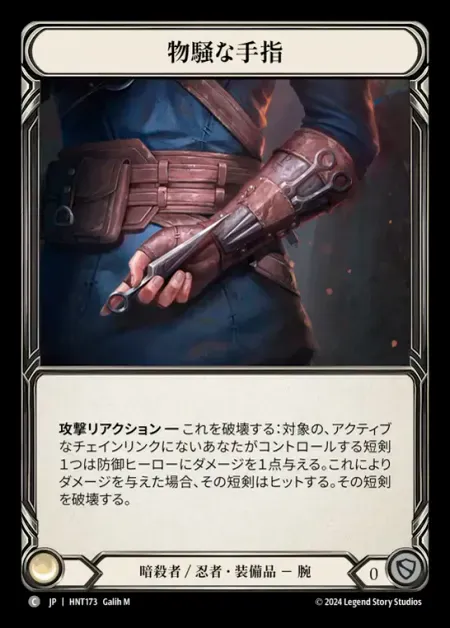 物騒な手指
攻撃リアクション ー これを破壊する：対象の、アクティブ
なチェインリンクにないあなたがコントロールする短剣
1つは防御ヒーローにダメージを1点与える。これにより
ダメージを与えた場合、その短剣はヒットする。その短剣
を破壊する。
暗殺者 / 忍者・装備品 ー 腕
0
C JP | HNT173 Galih M
© 2024 Legend Story Studios